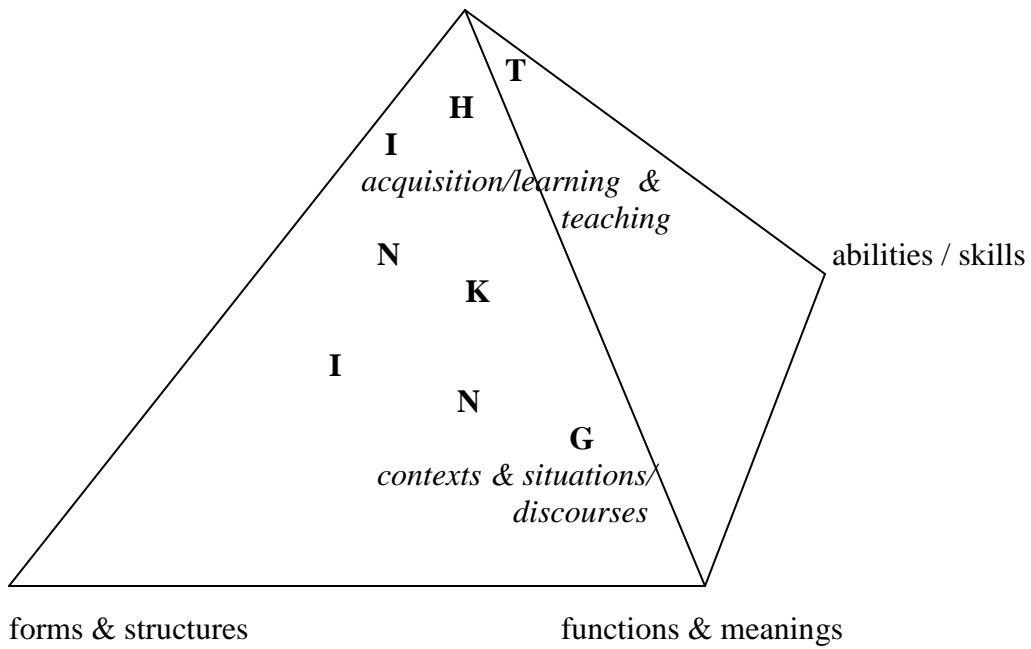 T
H
I
acquisition/learning &
teaching
N
abilities / skills
K
I
N
G
contexts & situations/
discourses
forms & structures
functions & meanings